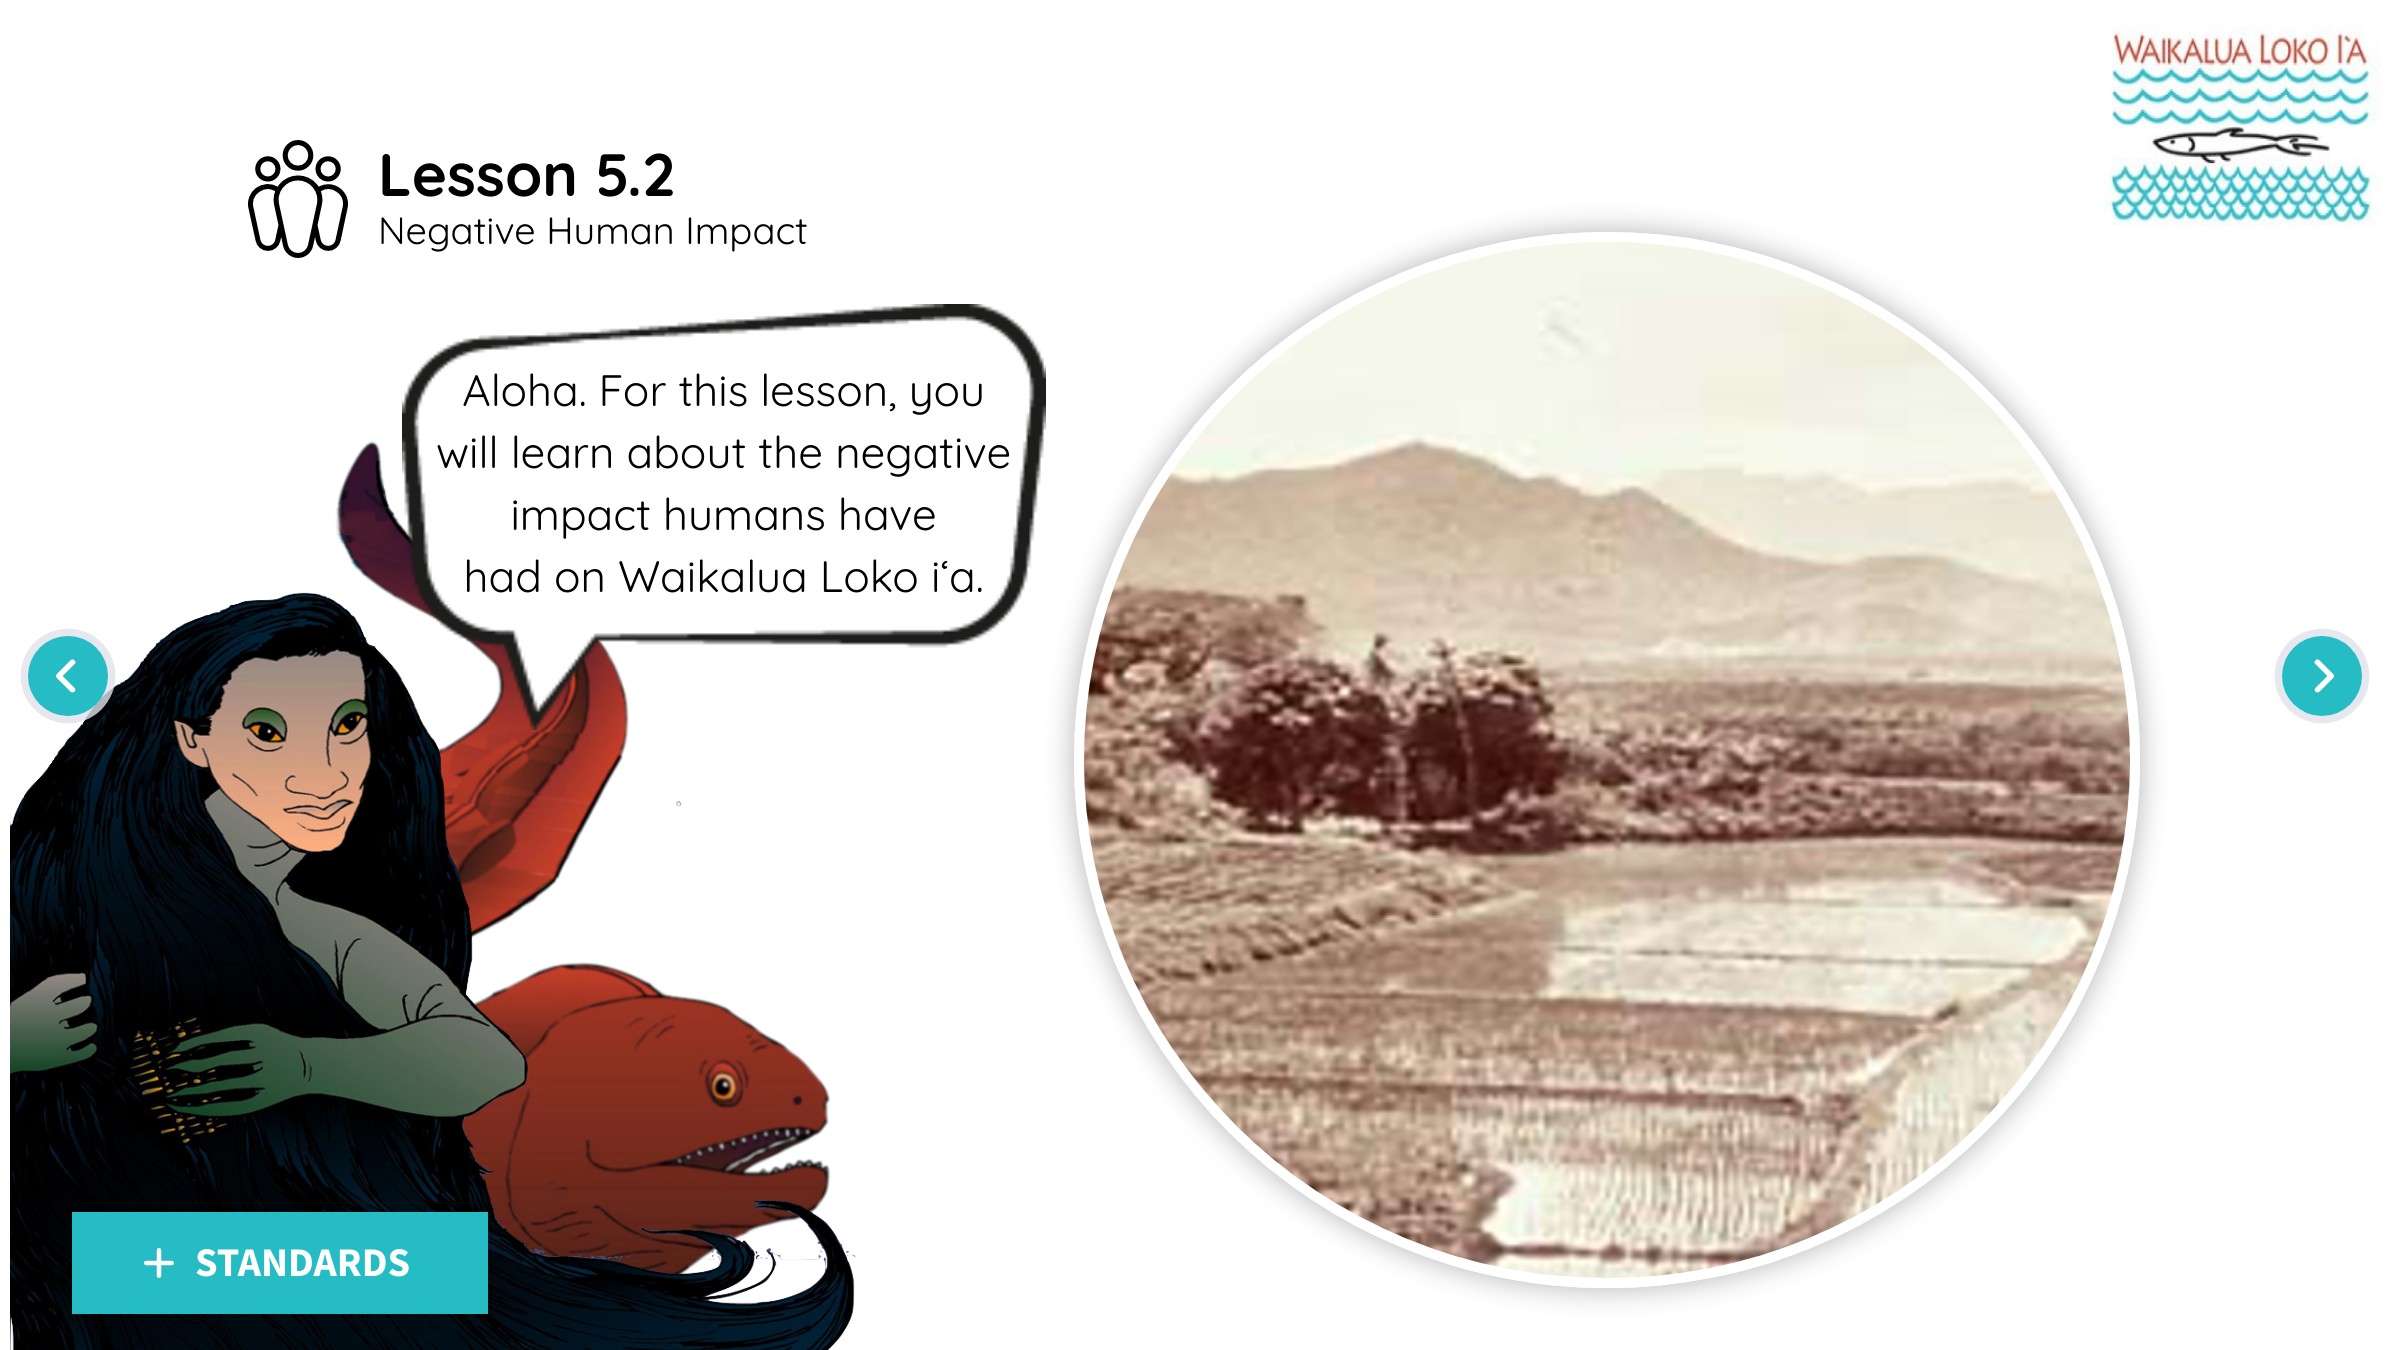 WAIKALUA LOKO I'A
Lesson 5.2
Negative Human Impact
Aloha. For this lesson, you
will learn about the negative
impact humans have
had on Waikalua Loko iʻa.
+ STANDARDS